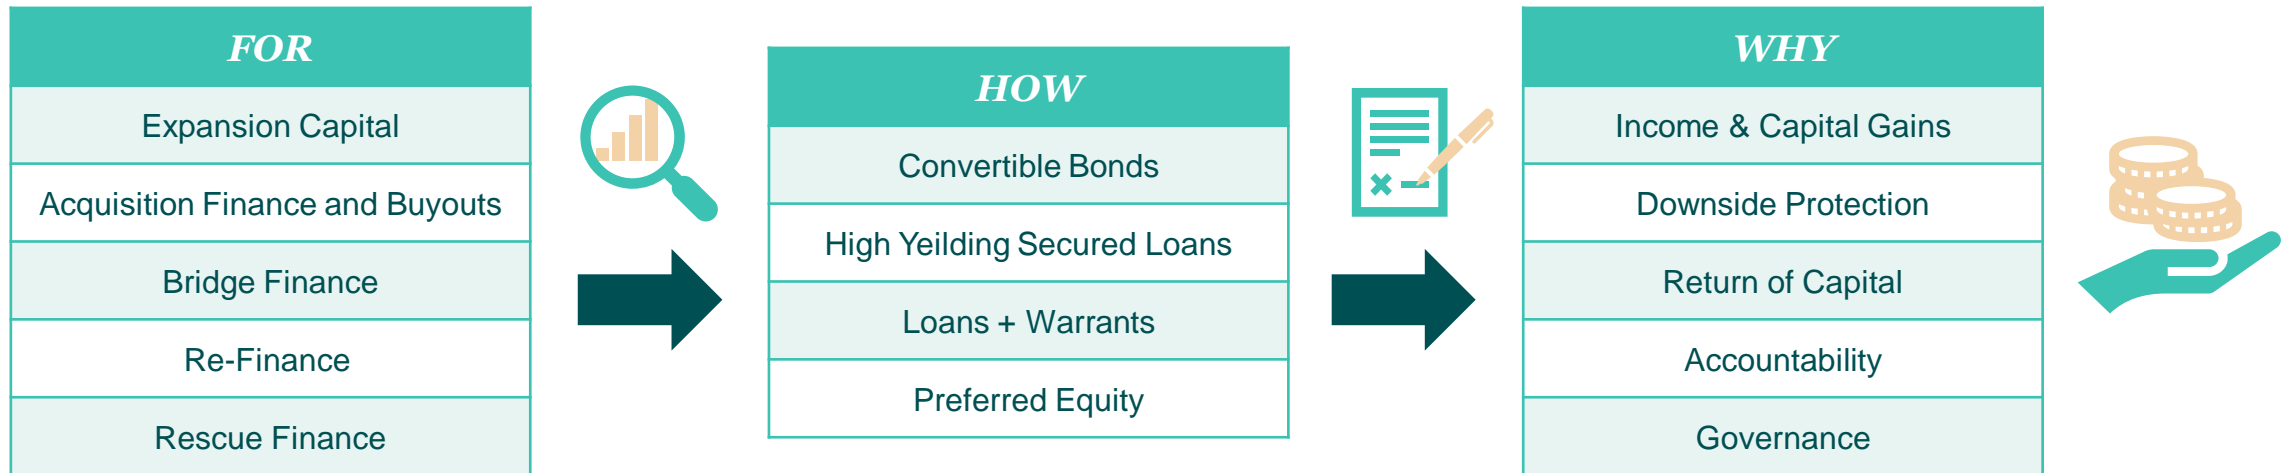 FOR
Expansion Capital
Acquisition Finance and Buyouts
Bridge Finance
Re-Finance
Rescue Finance
HOW
Convertible Bonds
High Yeilding Secured Loans
Loans + Warrants
Preferred Equity
WHY
Income & Capital Gains
Downside Protection
Return of Capital
Accountability
Governance